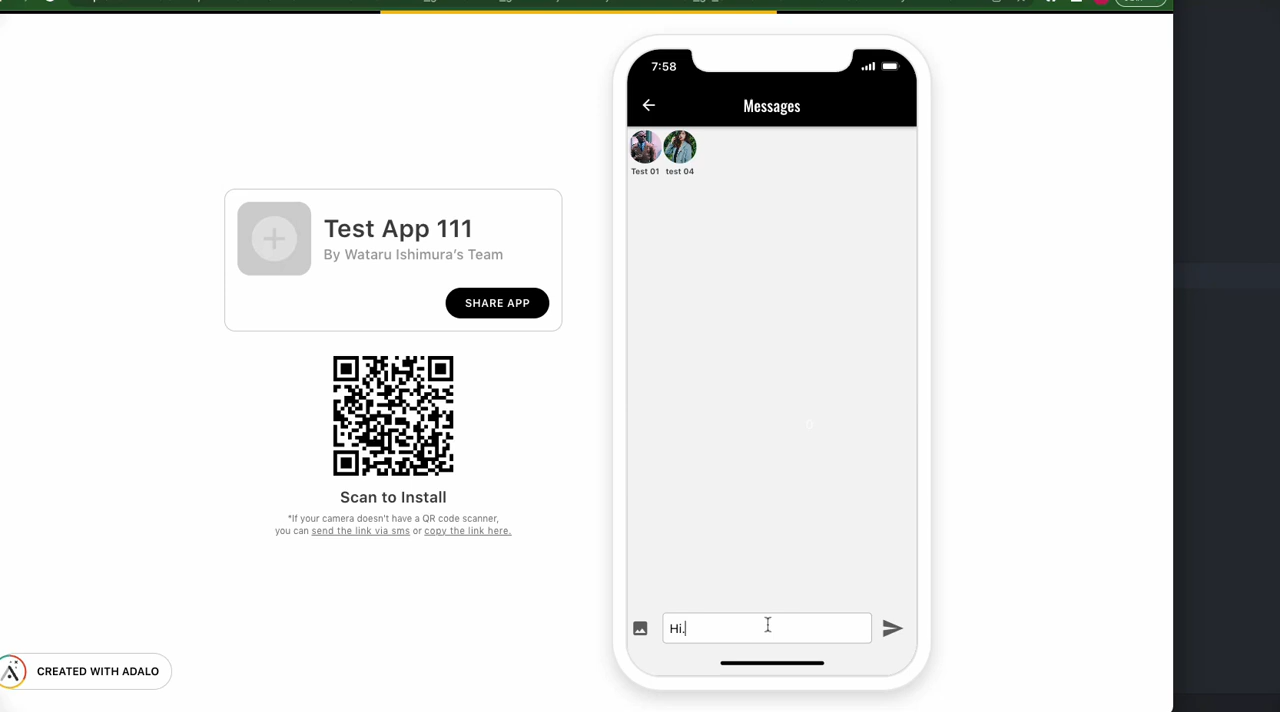 Test App 111
By Wataru Ishimura's Team
SHARE APP
Scan to Install
*If your camera doesn't have a QR code scanner,
you can send the link via sms or copy the link here.
CREATED WITH ADALO
7:58
Messages
Test 01 test 04
Hi.